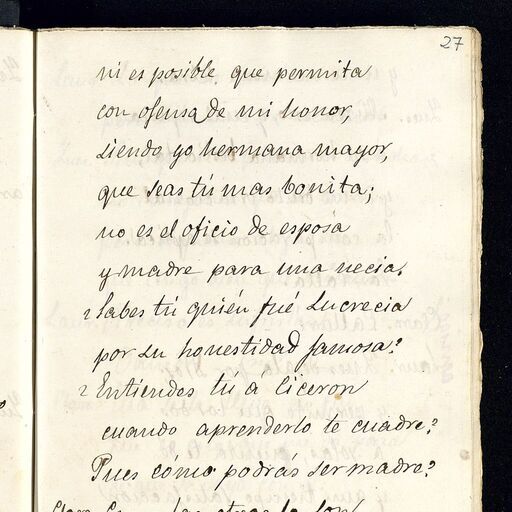 27
ni es posible que permita
con ofensa de mi honor,
siendo yo hermana mayor,
que seas tú mas bonita;
no es el oficio de esposa
y madre para una necia.
¿Sabes tú quién fué Lucrecia
por su honestidad famosa?
¿Entiendes tu a Ciceron
cuando aprenderlo te cuadre?
Pues cómo podrás ser madre?